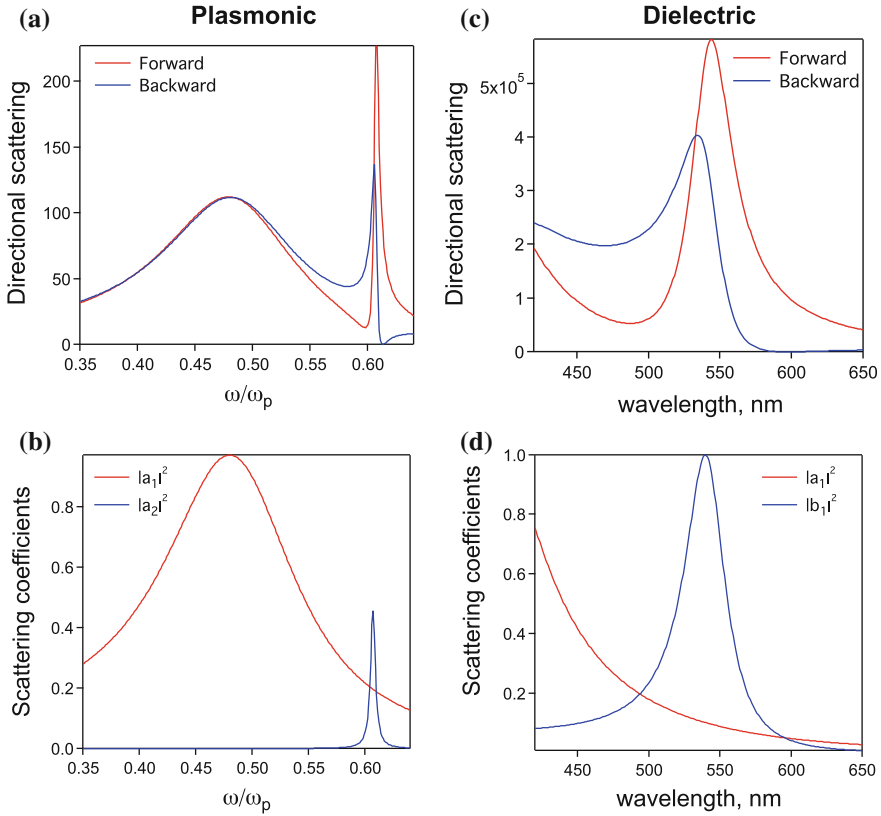 (a) Plasmonic
Directional scattering
200
150
100
50
0
Forward
Backward
0.35 0.40 0.45 0.50 0.55 0.60
ω/ωp
(b)
Scattering coefficients
0.8
0.6
0.4
0.2
0.0
|a1|²
|a2|²
0.35 0.40 0.45 0.50 0.55 0.60
ω/ωp
(c) Dielectric
Directional scattering
5x10⁵
4
3
2
1
0
Forward
Backward
450 500 550 600 650
wavelength, nm
(d)
Scattering coefficients
1.0
0.8
0.6
0.4
0.2
|a1|²
|b1|²
450 500 550 600 650
wavelength, nm